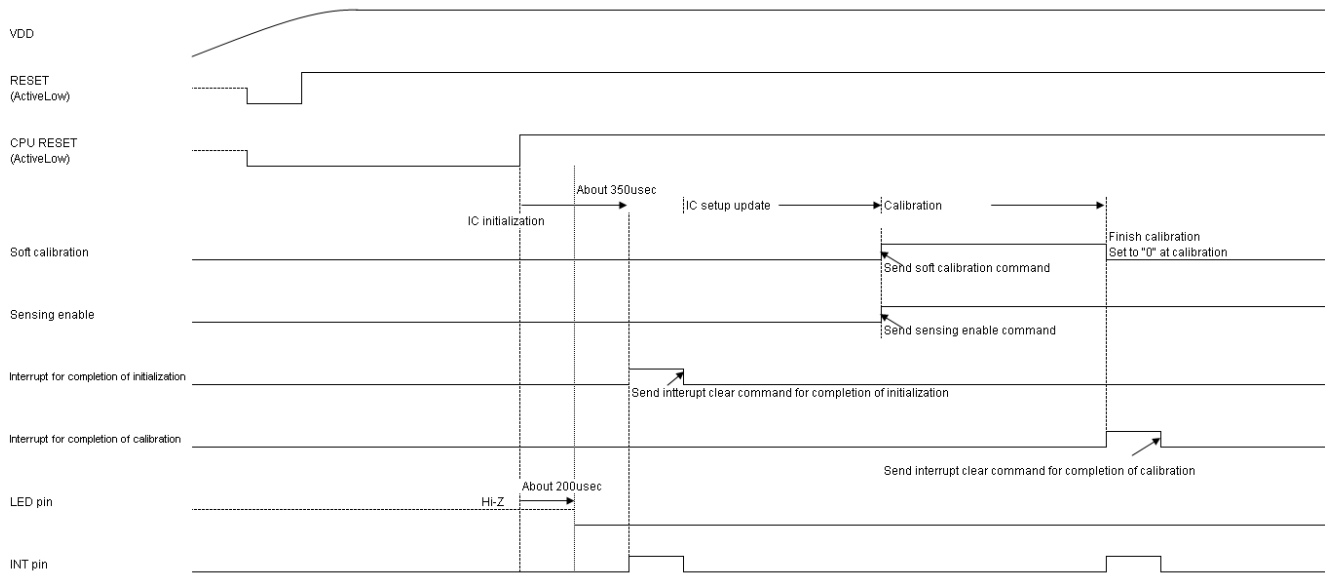 VDD
RESET
(ActiveLow)
CPU RESET
(ActiveLow)
About 350usec
IC initialization
IC setup update
Calibration
Finish calibration
Set to "0" at calibration
Soft calibration
Send soft calibration command
Sensing enable
Send sensing enable command
Interrupt for completion of initialization
Send intterupt clear command for completion of initialization
Interrupt for completion of calibration
Send interrupt clear command for completion of calibration
About 200usec
LED pin
Hi-Z
INT pin